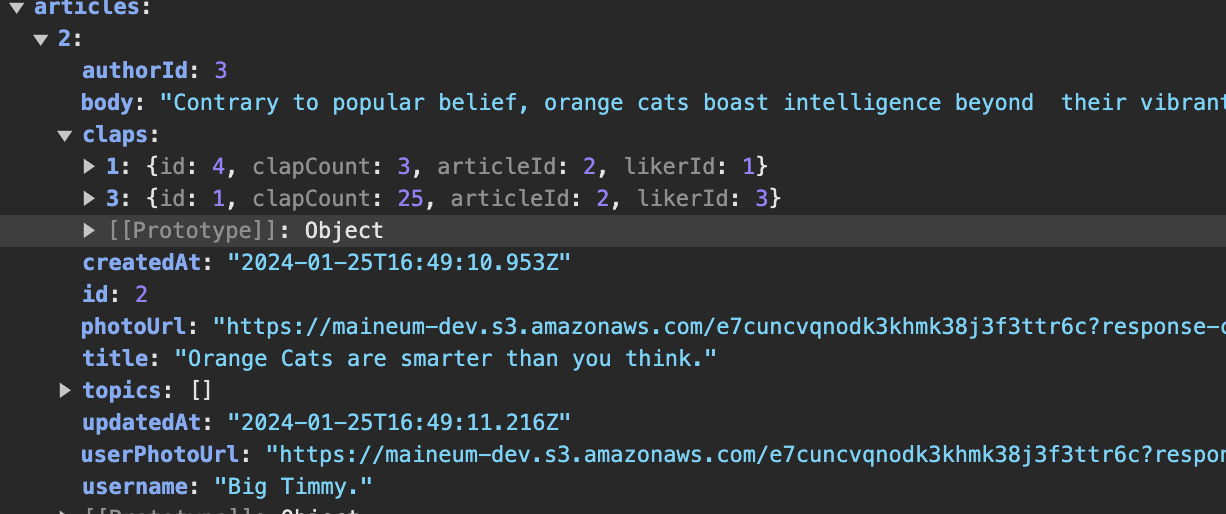 articles:
2:
authorId: 3
body: "Contrary to popular belief, orange cats boast intelligence beyond  their vibrant
claps:
1: {id: 4, clapCount: 3, articleId: 2, likerId: 1}
3: {id: 1, clapCount: 25, articleId: 2, likerId: 3}
[[Prototype]]: Object
createdAt: "2024-01-25T16:49:10.953Z"
id: 2
photoUrl: "https://maineum-dev.s3.amazonaws.com/e7cuncvqnodk3khmk38j3f3ttr6c?response-c
title: "Orange Cats are smarter than you think."
topics: []
updatedAt: "2024-01-25T16:49:11.216Z"
userPhotoUrl: "https://maineum-dev.s3.amazonaws.com/e7cuncvqnodk3khmk38j3f3ttr6c?respon
username: "Big Timmy."
[[Prototype]]: Object